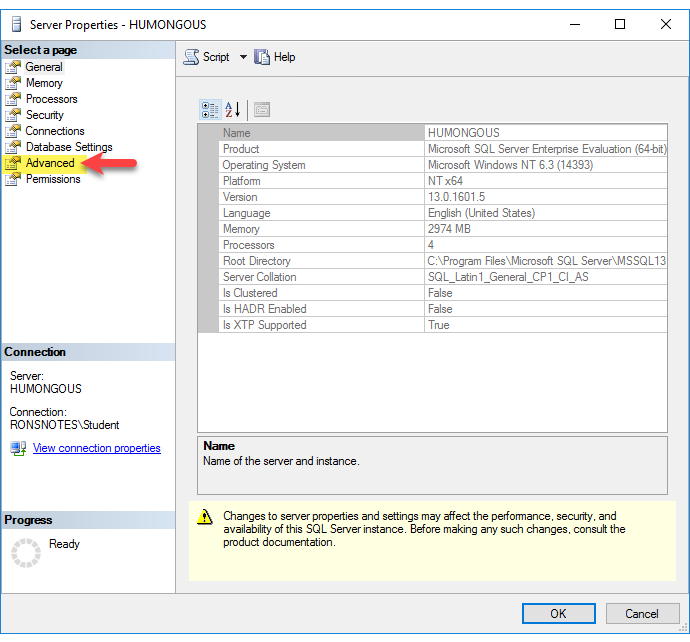 Server Properties - HUMONGOUS
Select a page
General
Memory
Processors
Security
Connections
Database Settings
Advanced
Permissions
Connection
Server:
HUMONGOUS
Connection:
RONSNOTES\Student
View connection properties
Progress
Ready
Script
Help
Name HUMONGOUS
Product Microsoft SQL Server Enterprise Evaluation (64-bit)
Operating System Microsoft Windows NT 6.3 (14393)
Platform NT x64
Version 13.0.1601.5
Language English (United States)
Memory 2974 MB
Processors 4
Root Directory C:\Program Files\Microsoft SQL Server\MSSQL13
Server Collation SQL_Latin1_General_CP1_CI_AS
Is Clustered False
Is HADR Enabled False
Is XTP Supported True
Name
Name of the server and instance.
Changes to server properties and settings may affect the performance, security, and
availability of this SQL Server instance. Before making any such changes, consult the
product documentation.
OK
Cancel